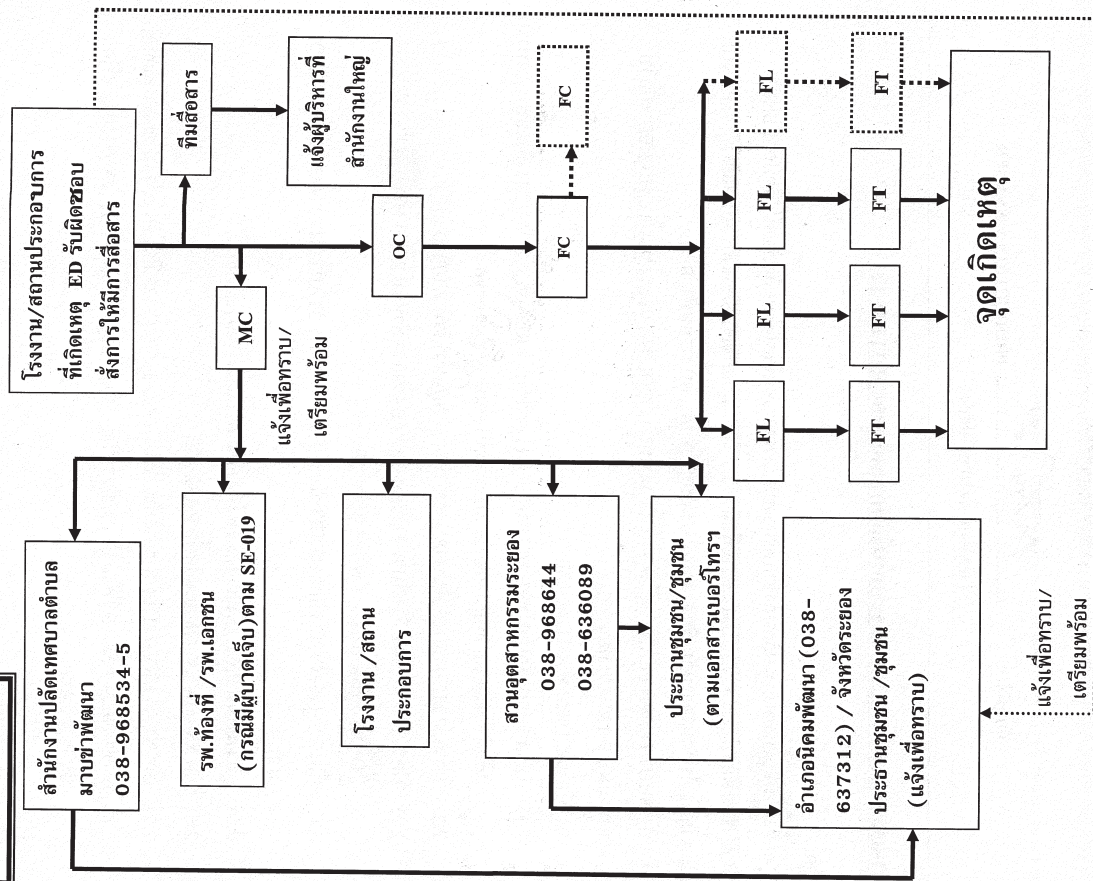 โรงงาน/สถานประกอบการ
ที่เกิดเหตุ ED รับผิดชอบ
สั่งการให้มีการสื่อสาร
ทีมสื่อสาร
แจ้งผู้บริหารที่
สำนักงานใหญ่
MC
แจ้งเพื่อทราบ/
เตรียมพร้อม
OC
FC
FC
FL
FL
FL
FL
FT
FT
FT
FT
จุดเกิดเหตุ
สำนักงานปลัดเทศบาลตำบล
มาบข่าพัฒนา
038-968534-5
รพ.ท้องที่ /รพ.เอกชน
(กรณีมีผู้บาดเจ็บ)ตาม SE-019
โรงงาน /สถาน
ประกอบการ
สวนอุตสาหกรรมระยอง
038-968644
038-636089
ประธานชุมชน/ชุมชน
(ตามเอกสารเบอร์โทรฯ
อำเภอนิคมพัฒนา (038-
637312) / จังหวัดระยอง
ประธานชุมชน /ชุมชน
(แจ้งเพื่อทราบ)
แจ้งเพื่อทราบ/
เตรียมพร้อม